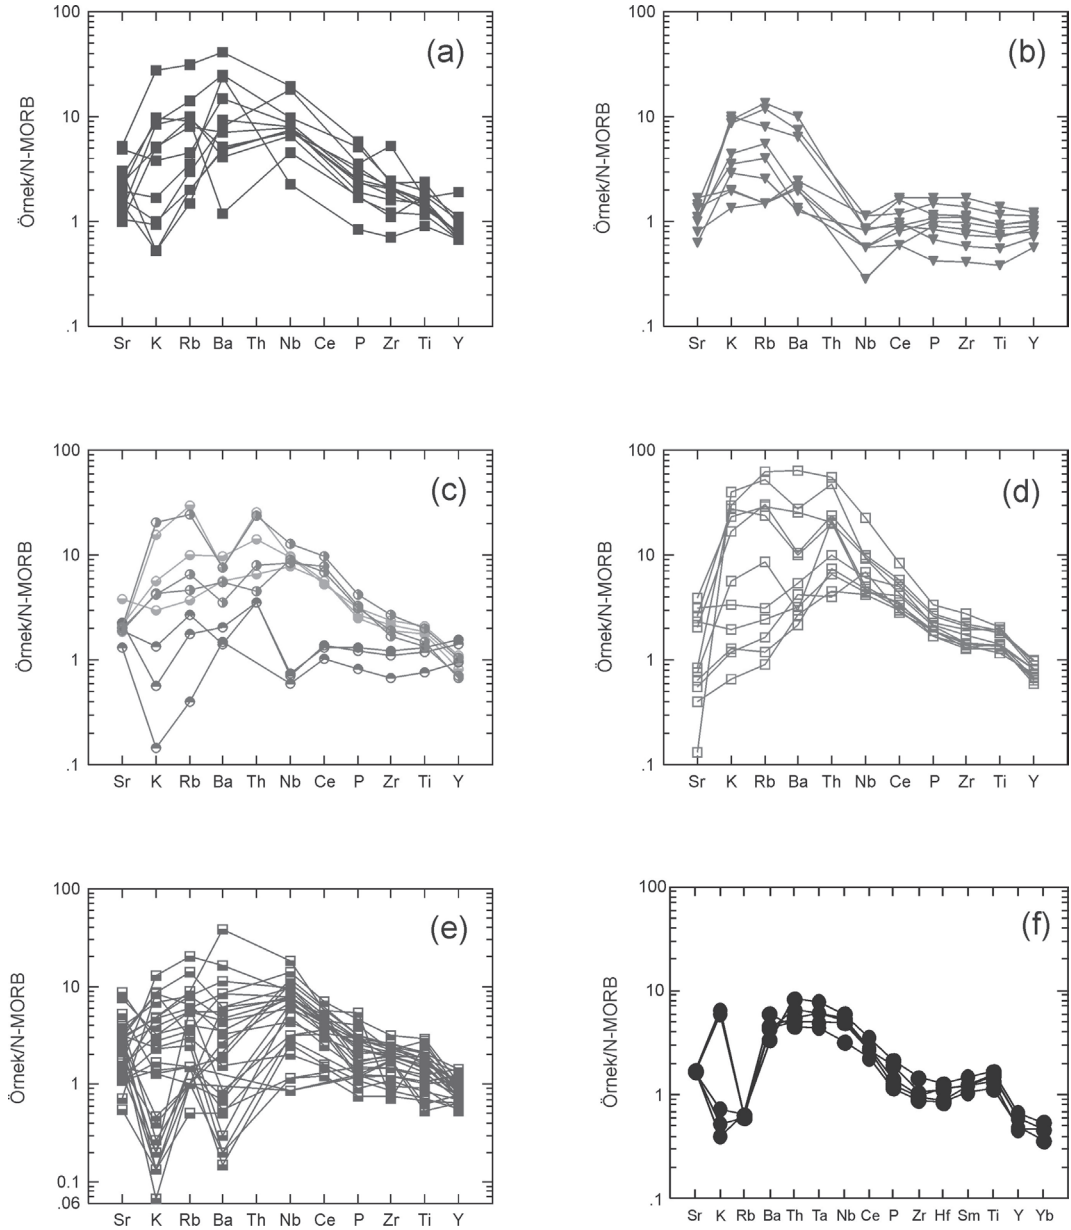 100
10
1
.1
Örnek/N-MORB
(a)
Sr K Rb Ba Th Nb Ce P Zr Ti Y
100
10
1
.1
Örnek/N-MORB
(b)
Sr K Rb Ba Th Nb Ce P Zr Ti Y
100
10
1
.1
Örnek/N-MORB
(c)
Sr K Rb Ba Th Nb Ce P Zr Ti Y
100
10
1
.1
Örnek/N-MORB
(d)
Sr K Rb Ba Th Nb Ce P Zr Ti Y
100
10
1
0.1
.06
Örnek/N-MORB
(e)
Sr K Rb Ba Th Nb Ce P Zr Ti Y
100
10
1
.1
Örnek/N-MORB
(f)
Sr K Rb Ba Th Ta Nb Ce P Zr Hf Sm Ti Y Yb